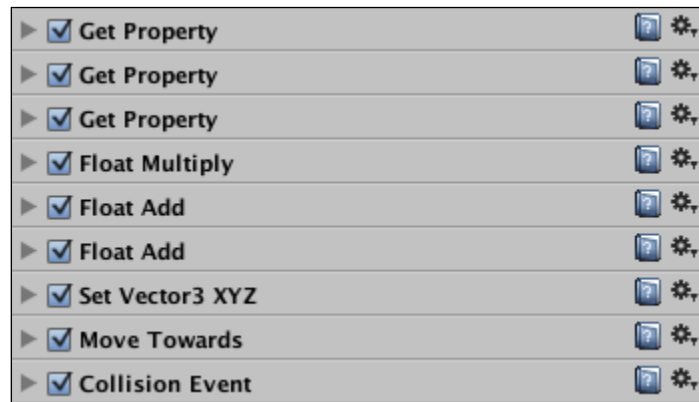 Get Property
Get Property
Get Property
Float Multiply
Float Add
Float Add
Set Vector3 XYZ
Move Towards
Collision Event